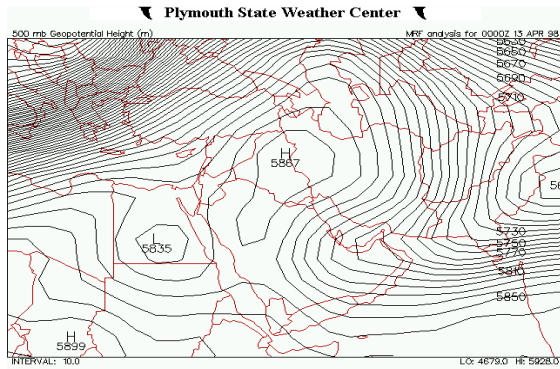 Plymouth State Weather Center
500 mb Geopotential Height (m) MRF analysis for 0000Z 13 APR 98
5650
5670
5690
5710
H
5867
L
5835
5730
5750
5770
5810
5850
H
5899
INTERVAL: 10.0 LO: 4679.0 HI: 5928.0